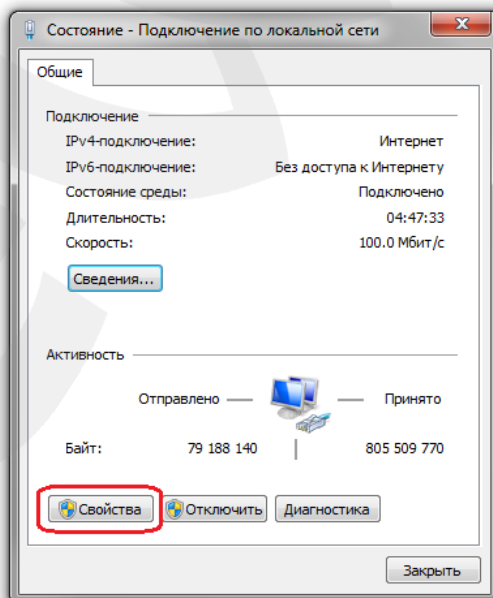 Состояние - Подключение по локальной сети
Общие
Подключение
IPv4-подключение: Интернет
IPv6-подключение: Без доступа к Интернету
Состояние среды: Подключено
Длительность: 04:47:33
Скорость: 100.0 Мбит/с
Сведения...
Активность
Отправлено — — Принято
Байт: 79 188 140 | 805 509 770
Свойства Отключить Диагностика
Закрыть